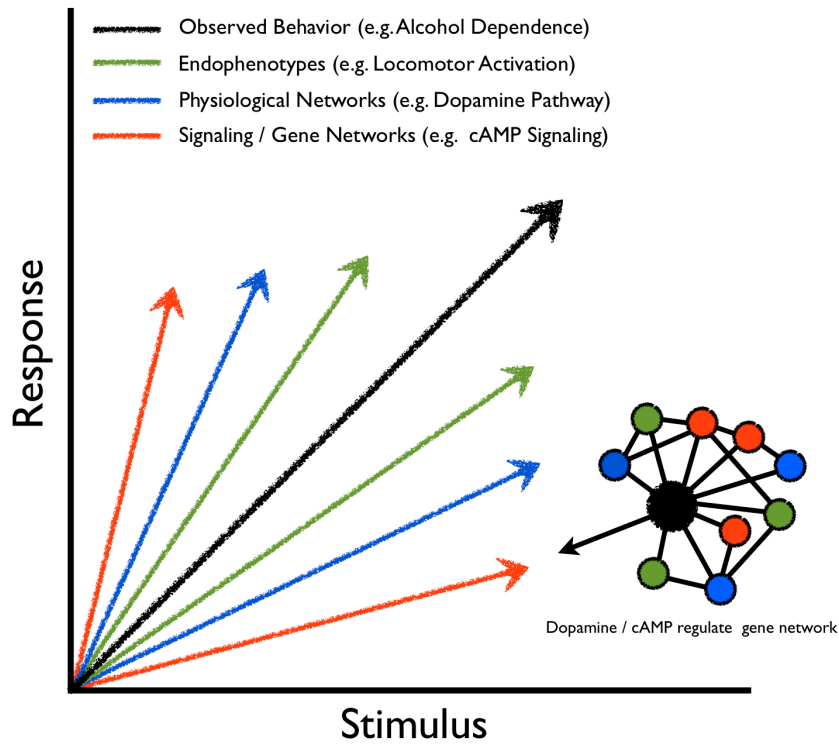 Observed Behavior (e.g. Alcohol Dependence)
Endophenotypes (e.g. Locomotor Activation)
Physiological Networks (e.g. Dopamine Pathway)
Signaling / Gene Networks (e.g. cAMP Signaling)
Response
Dopamine / cAMP regulate gene network
Stimulus